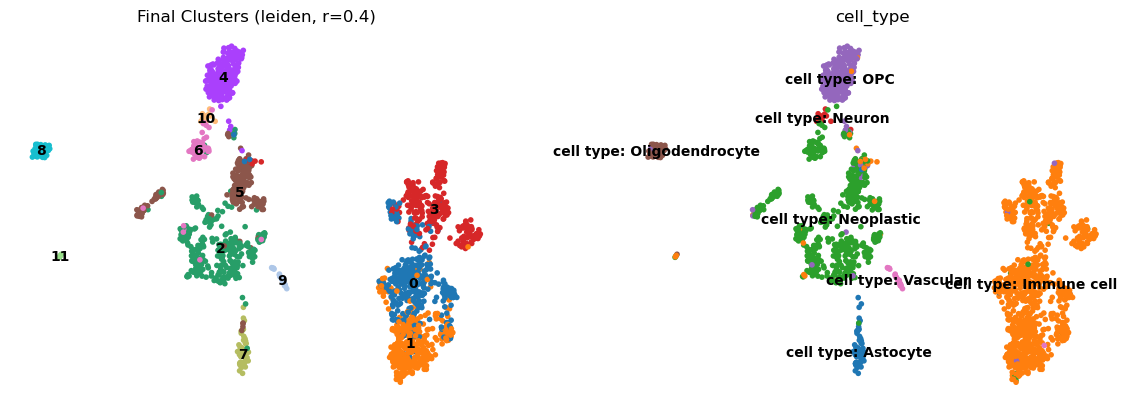 Final Clusters (leiden, r=0.4)
4
10
8
6
5
3
2
11
9
0
1
7
cell_type
cell type: OPC
cell type: Neuron
cell type: Oligodendrocyte
cell type: Neoplastic
cell type: Vascular
cell type: Immune cell
cell type: Astocyte